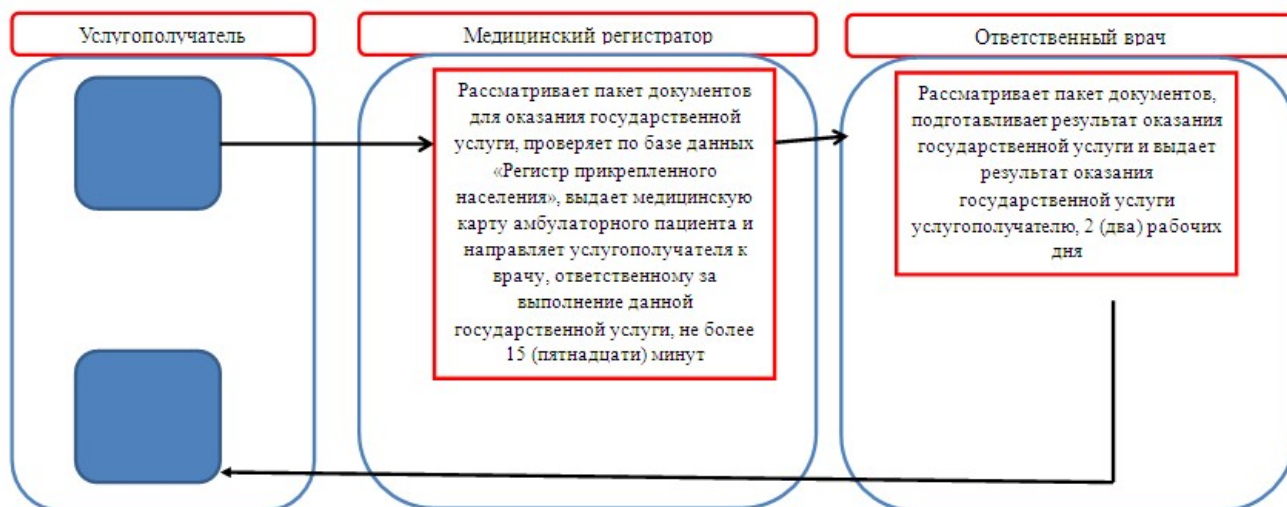 Услугополучатель
Медицинский регистратор
Ответственный врач
Рассматривает пакет документов
для оказания государственной
услуги, проверяет по базе данных
«Регистр прикрепленного
населения», выдает медицинскую
карту амбулаторного пациента и
направляет услугополучателя к
врачу, ответственному за
выполнение данной
государственной услуги, не более
15 (пятнадцати) минут
Рассматривает пакет документов,
подготавливает результат оказания
государственной услуги и выдает
результат оказания
государственной услуги
услугополучателю, 2 (два) рабочих
дня